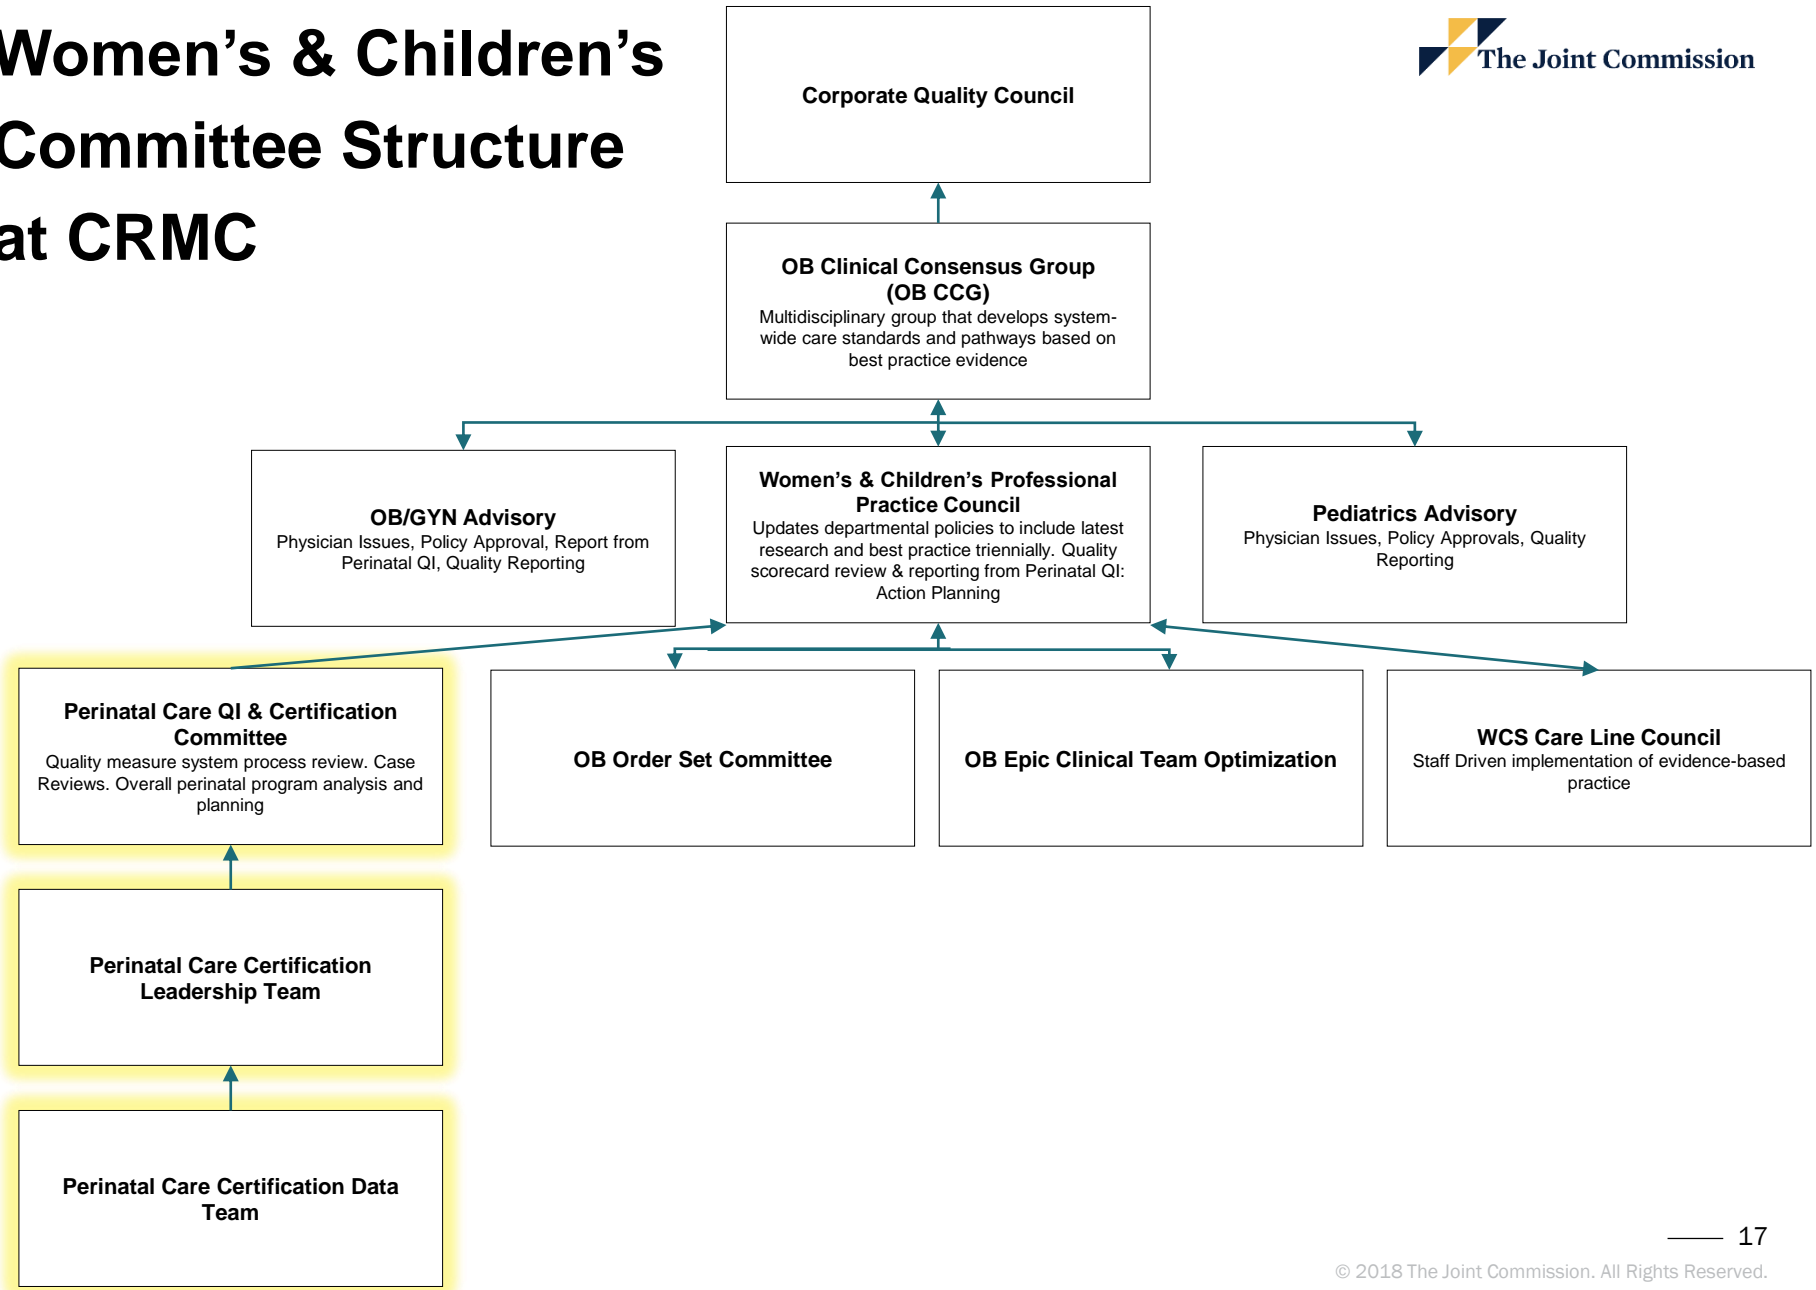 Women's & Children's
Committee Structure
at CRMC
The Joint Commission
Corporate Quality Council
OB Clinical Consensus Group
(OB CCG)
Multidisciplinary group that develops system-
wide care standards and pathways based on
best practice evidence
OB/GYN Advisory
Physician Issues, Policy Approval, Report from
Perinatal QI, Quality Reporting
Women's & Children's Professional
Practice Council
Updates departmental policies to include latest
research and best practice triennially. Quality
scorecard review & reporting from Perinatal QI:
Action Planning
Pediatrics Advisory
Physician Issues, Policy Approvals, Quality
Reporting
Perinatal Care QI & Certification
Committee
Quality measure system process review. Case
Reviews. Overall perinatal program analysis and
planning
OB Order Set Committee
OB Epic Clinical Team Optimization
WCS Care Line Council
Staff Driven implementation of evidence-based
practice
Perinatal Care Certification
Leadership Team
Perinatal Care Certification Data
Team
17
© 2018 The Joint Commission. All Rights Reserved.